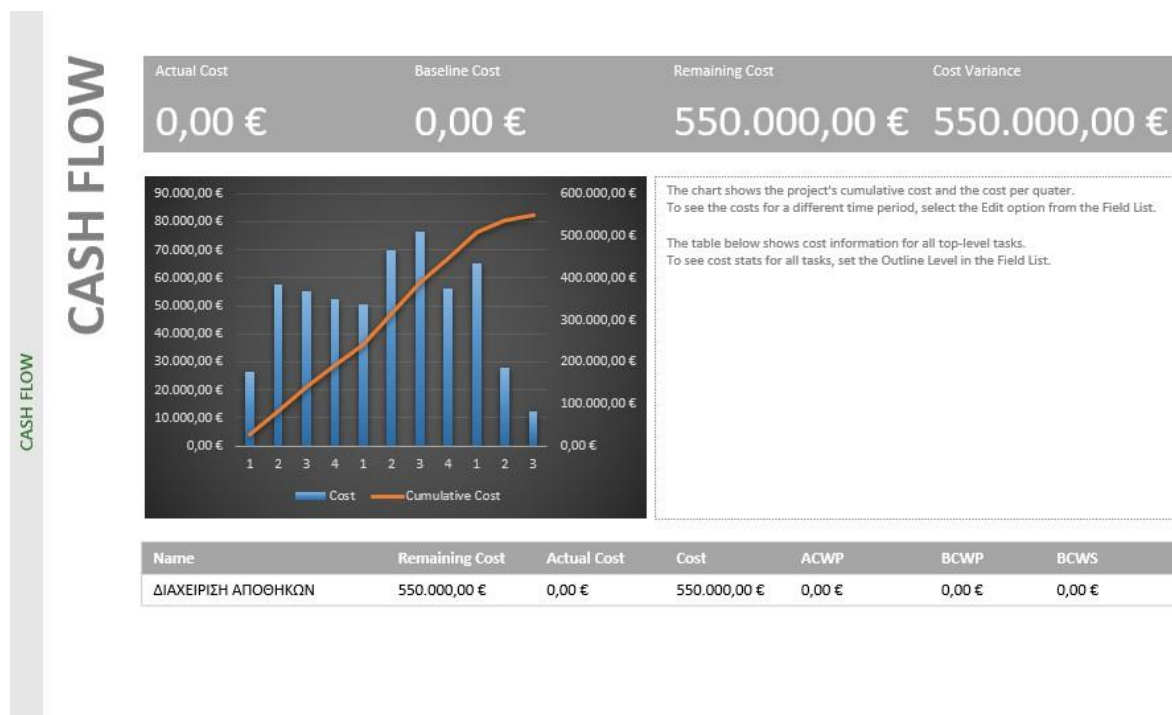 CASH FLOW
CASH FLOW
Actual Cost Baseline Cost Remaining Cost Cost Variance
0,00 € 0,00 € 550.000,00 € 550.000,00 €
90.000,00 € 600.000,00 €
80.000,00 €
70.000,00 € 500.000,00 €
60.000,00 € 400.000,00 €
50.000,00 €
40.000,00 € 300.000,00 €
30.000,00 € 200.000,00 €
20.000,00 €
10.000,00 € 100.000,00 €
0,00 € 0,00 €
1 2 3 4 1 2 3 4 1 2 3
Cost Cumulative Cost
The chart shows the project's cumulative cost and the cost per quater.
To see the costs for a different time period, select the Edit option from the Field List.
The table below shows cost information for all top-level tasks.
To see cost stats for all tasks, set the Outline Level in the Field List.
Name Remaining Cost Actual Cost Cost ACWP BCWP BCWS
ΔΙΑΧΕΙΡΙΣΗ ΑΠΟΘΗΚΩΝ 550.000,00 € 0,00 € 550.000,00 € 0,00 € 0,00 € 0,00 €